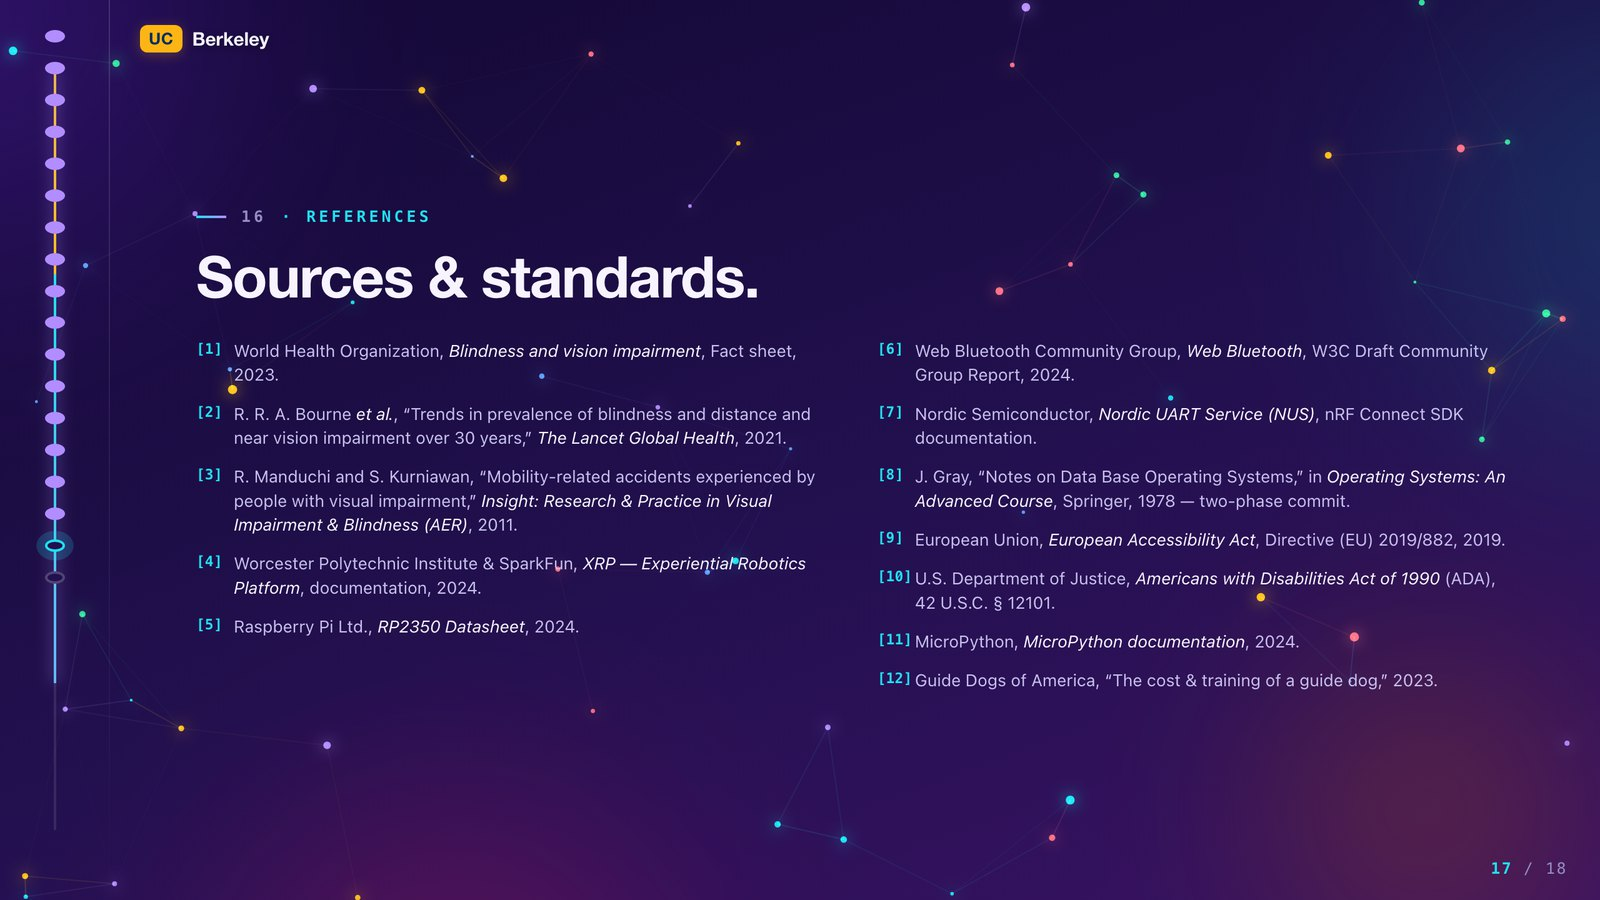 UC Berkeley
16 · REFERENCES
Sources & standards.
[1] World Health Organization, Blindness and vision impairment, Fact sheet,
2023.
[2] R. R. A. Bourne et al., “Trends in prevalence of blindness and distance and
near vision impairment over 30 years,” The Lancet Global Health, 2021.
[3] R. Manduchi and S. Kurniawan, “Mobility-related accidents experienced by
people with visual impairment,” Insight: Research & Practice in Visual
Impairment & Blindness (AER), 2011.
[4] Worcester Polytechnic Institute & SparkFun, XRP — Experiential Robotics
Platform, documentation, 2024.
[5] Raspberry Pi Ltd., RP2350 Datasheet, 2024.
[6] Web Bluetooth Community Group, Web Bluetooth, W3C Draft Community
Group Report, 2024.
[7] Nordic Semiconductor, Nordic UART Service (NUS), nRF Connect SDK
documentation.
[8] J. Gray, “Notes on Data Base Operating Systems,” in Operating Systems: An
Advanced Course, Springer, 1978 — two-phase commit.
[9] European Union, European Accessibility Act, Directive (EU) 2019/882, 2019.
[10] U.S. Department of Justice, Americans with Disabilities Act of 1990 (ADA),
42 U.S.C. § 12101.
[11] MicroPython, MicroPython documentation, 2024.
[12] Guide Dogs of America, “The cost & training of a guide dog,” 2023.
17 / 18